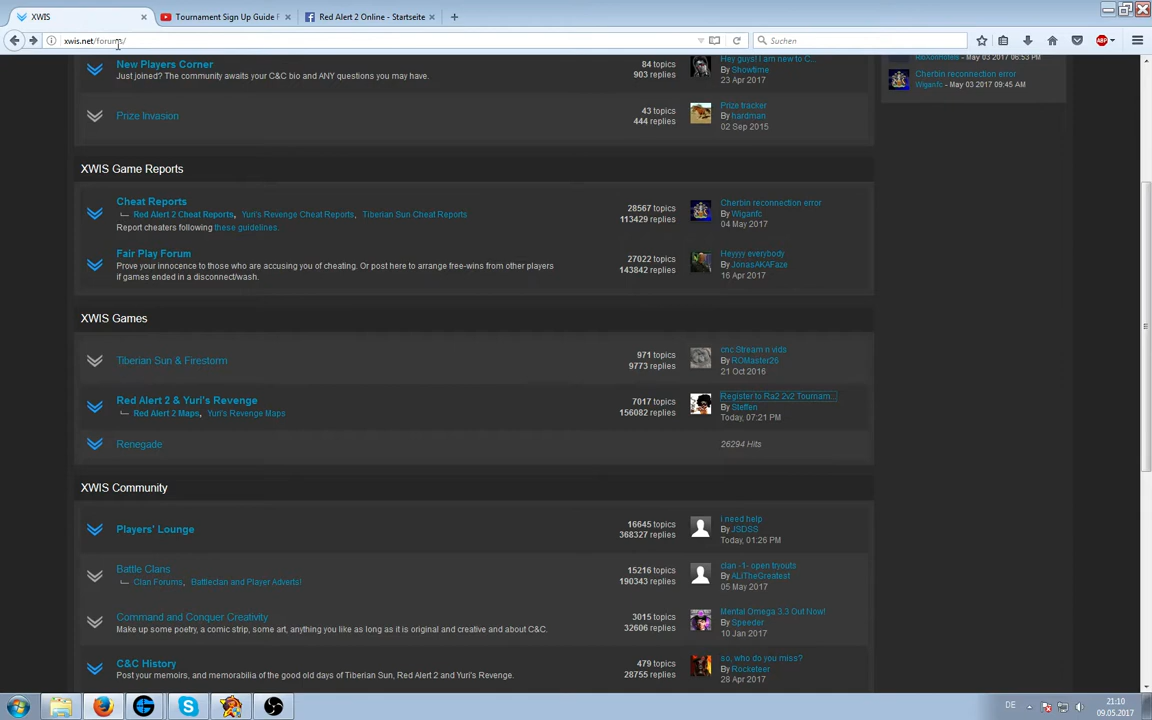 XWIS
Tournament Sign Up Guide F
Red Alert 2 Online - Startseite
xwis.net/forums/
Suchen
ABP
New Players Corner
Just joined? The community awaits your C&C bio and ANY questions you may have.
84 topics
903 replies
Hey guys! I am new to C...
By Showtime
23 Apr 2017
RedXofHotels - May 03 2017 06:53 PM
Cherbin reconnection error
Wiganfc - May 03 2017 09:45 AM
Prize Invasion
43 topics
444 replies
Prize tracker
By hardman
02 Sep 2015
XWIS Game Reports
Cheat Reports
Red Alert 2 Cheat Reports, Yuri's Revenge Cheat Reports, Tiberian Sun Cheat Reports
Report cheaters following these guidelines.
28567 topics
113429 replies
Cherbin reconnection error
By Wiganfc
04 May 2017
Fair Play Forum
Prove your innocence to those who are accusing you of cheating. Or post here to arrange free-wins from other players
if games ended in a disconnect/wash.
27022 topics
143842 replies
Heyyyy everybody
By JonasAKAFaze
16 Apr 2017
XWIS Games
Tiberian Sun & Firestorm
971 topics
9773 replies
cnc Stream n vids
By ROMaster26
21 Oct 2016
Red Alert 2 & Yuri's Revenge
Red Alert 2 Maps, Yuri's Revenge Maps
7017 topics
156082 replies
Register to Ra2 2v2 Tournam...
By Steffen
Today, 07:21 PM
Renegade
26294 Hits
XWIS Community
Players' Lounge
16645 topics
368327 replies
i need help
By JSDSS
Today, 01:26 PM
Battle Clans
Clan Forums, Battleclan and Player Adverts!
15216 topics
190343 replies
clan -1- open tryouts
By ALiTheGreatest
05 May 2017
Command and Conquer Creativity
Make up some poetry, a comic strip, some art, anything you like as long as it is original and creative and about C&C.
3015 topics
32606 replies
Mental Omega 3.3 Out Now!
By Speeder
10 Jan 2017
C&C History
Post your memoirs, and memorabilia of the good old days of Tiberian Sun, Red Alert 2 and Yuri's Revenge.
479 topics
28755 replies
so, who do you miss?
By Rocketeer
28 Apr 2017
DE
21:10
09.05.2017